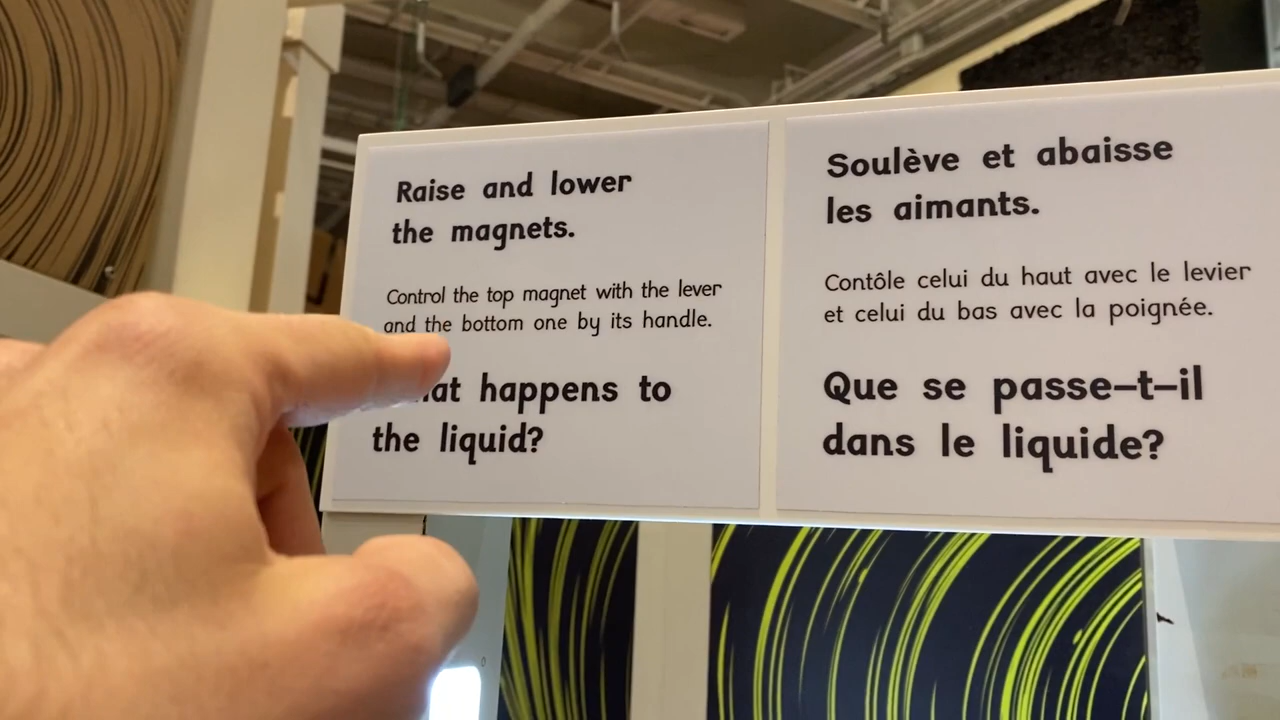 Raise and lower
the magnets.
Control the top magnet with the lever
and the bottom one by its handle.
happens to
the liquid?
Soulève et abaisse
les aimants.
Contôle celui du haut avec le levier
et celui du bas avec la poignée.
Que se passe-t-il
dans le liquide?